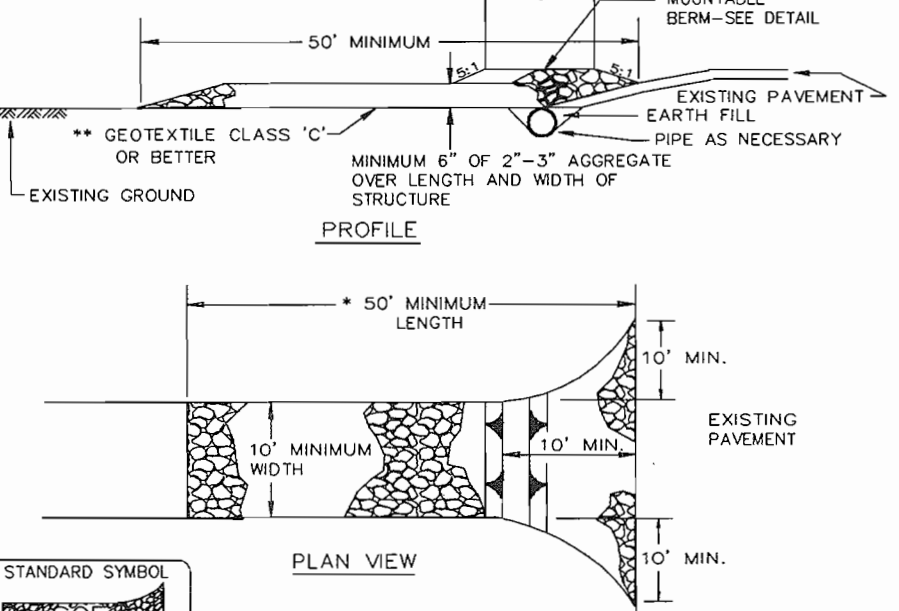 MOUNTABLE
BERM-SEE DETAIL
50' MINIMUM
5:1
5:1
EXISTING PAVEMENT
EARTH FILL
** GEOTEXTILE CLASS 'C'
OR BETTER
PIPE AS NECESSARY
MINIMUM 6" OF 2"-3" AGGREGATE
OVER LENGTH AND WIDTH OF
STRUCTURE
EXISTING GROUND
PROFILE
* 50' MINIMUM
LENGTH
10' MIN.
EXISTING
PAVEMENT
10' MINIMUM
WIDTH
10' MIN.
10' MIN.
PLAN VIEW
STANDARD SYMBOL